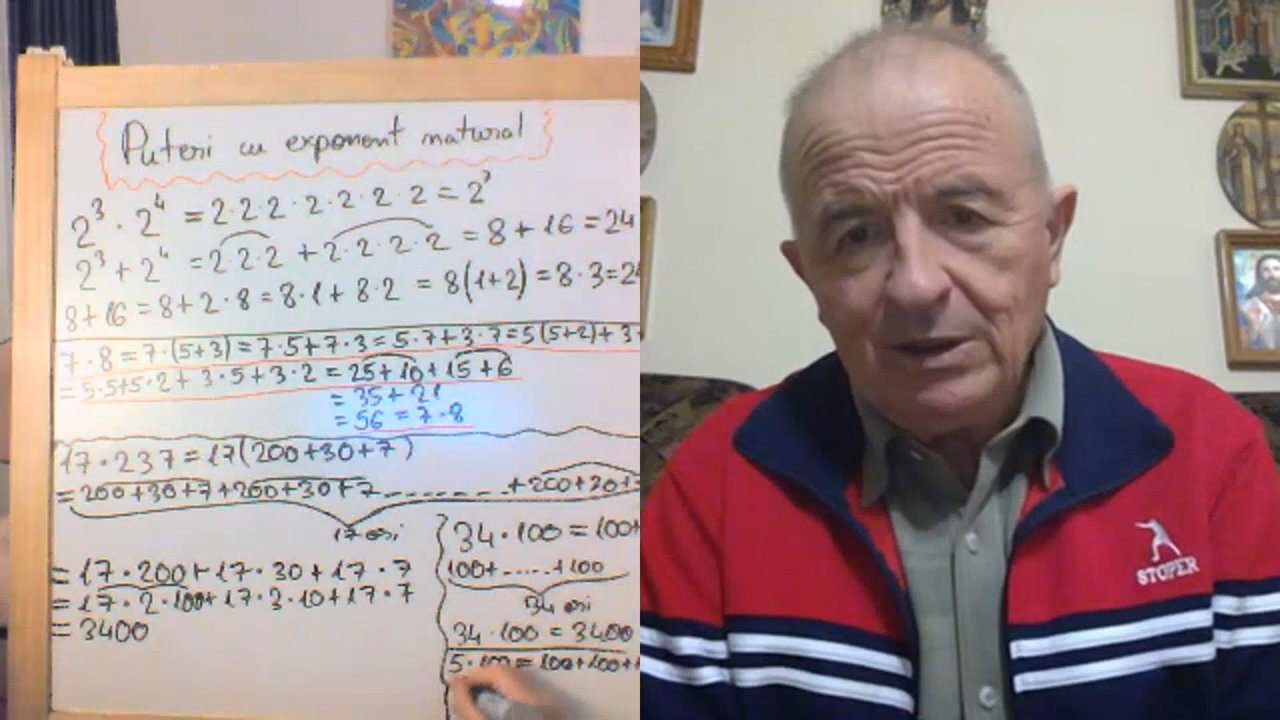 Puteri cu exponent natural
2³ · 2⁴ = 2·2·2·2·2·2·2 = 2⁷
2³ + 2⁴ = 2·2·2 + 2·2·2·2 = 8 + 16 = 24
8 + 16 = 8 + 2·8 = 8·1 + 8·2 = 8(1+2) = 8·3 = 2
7·8 = 7·(5+3) = 7·5 + 7·3 = 5·7 + 3·7 = 5(5+2) + 3
= 5·5 + 5·2 + 3·5 + 3·2 = 25 + 10 + 15 + 6
= 35 + 21
= 56 = 7·8
17·237 = 17(200+30+7)
= 200+30+7+200+30+7 -------- +200+30+
17 ori
= 17·200 + 17·30 + 17·7
= 17·2·100 + 17·3·10 + 17·7
= 3400
34·100 = 100+
100+ ...... +100
34 ori
34·100 = 3400
5·100 = 100+100+
STOPER